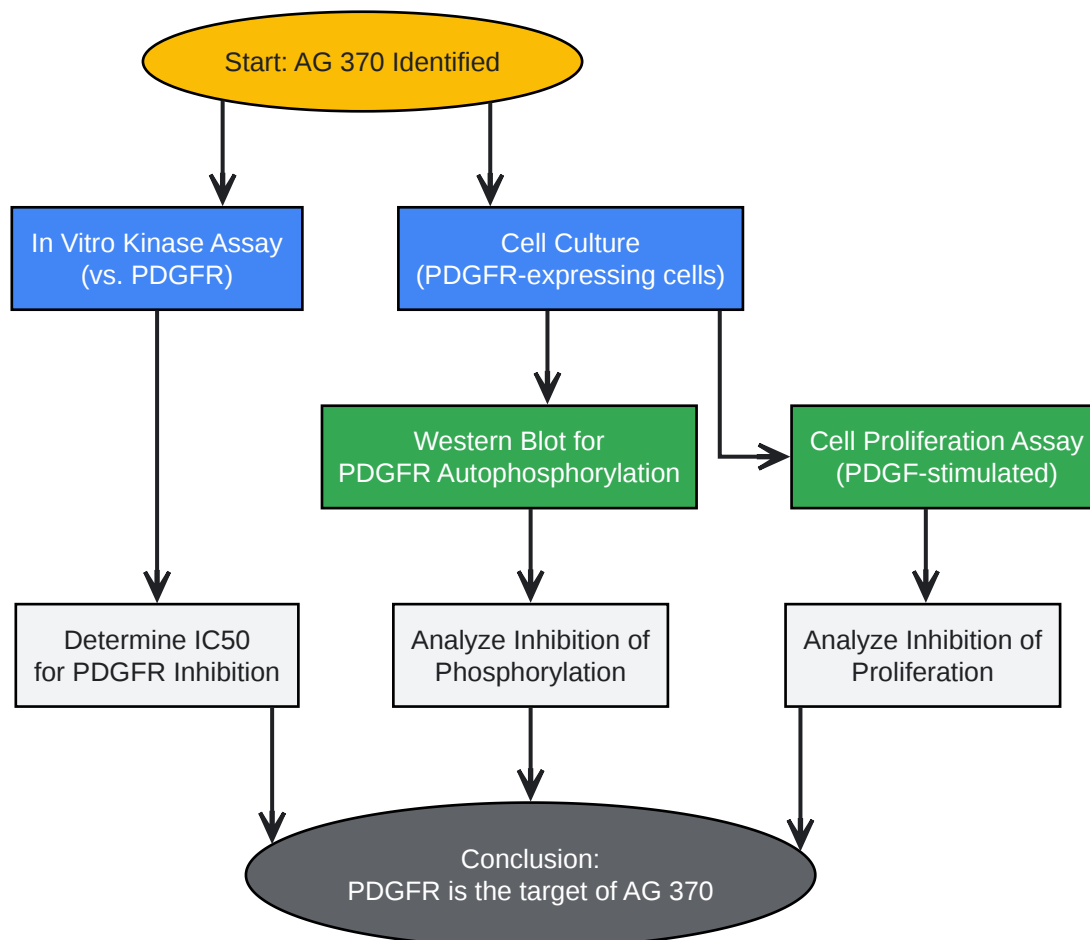 Start: AG 370 Identified
In Vitro Kinase Assay
(vs. PDGFR)
Cell Culture
(PDGFR-expressing cells)
Western Blot for
PDGFR Autophosphorylation
Cell Proliferation Assay
(PDGF-stimulated)
Determine IC50
for PDGFR Inhibition
Analyze Inhibition of
Phosphorylation
Analyze Inhibition of
Proliferation
Conclusion:
PDGFR is the target of AG 370